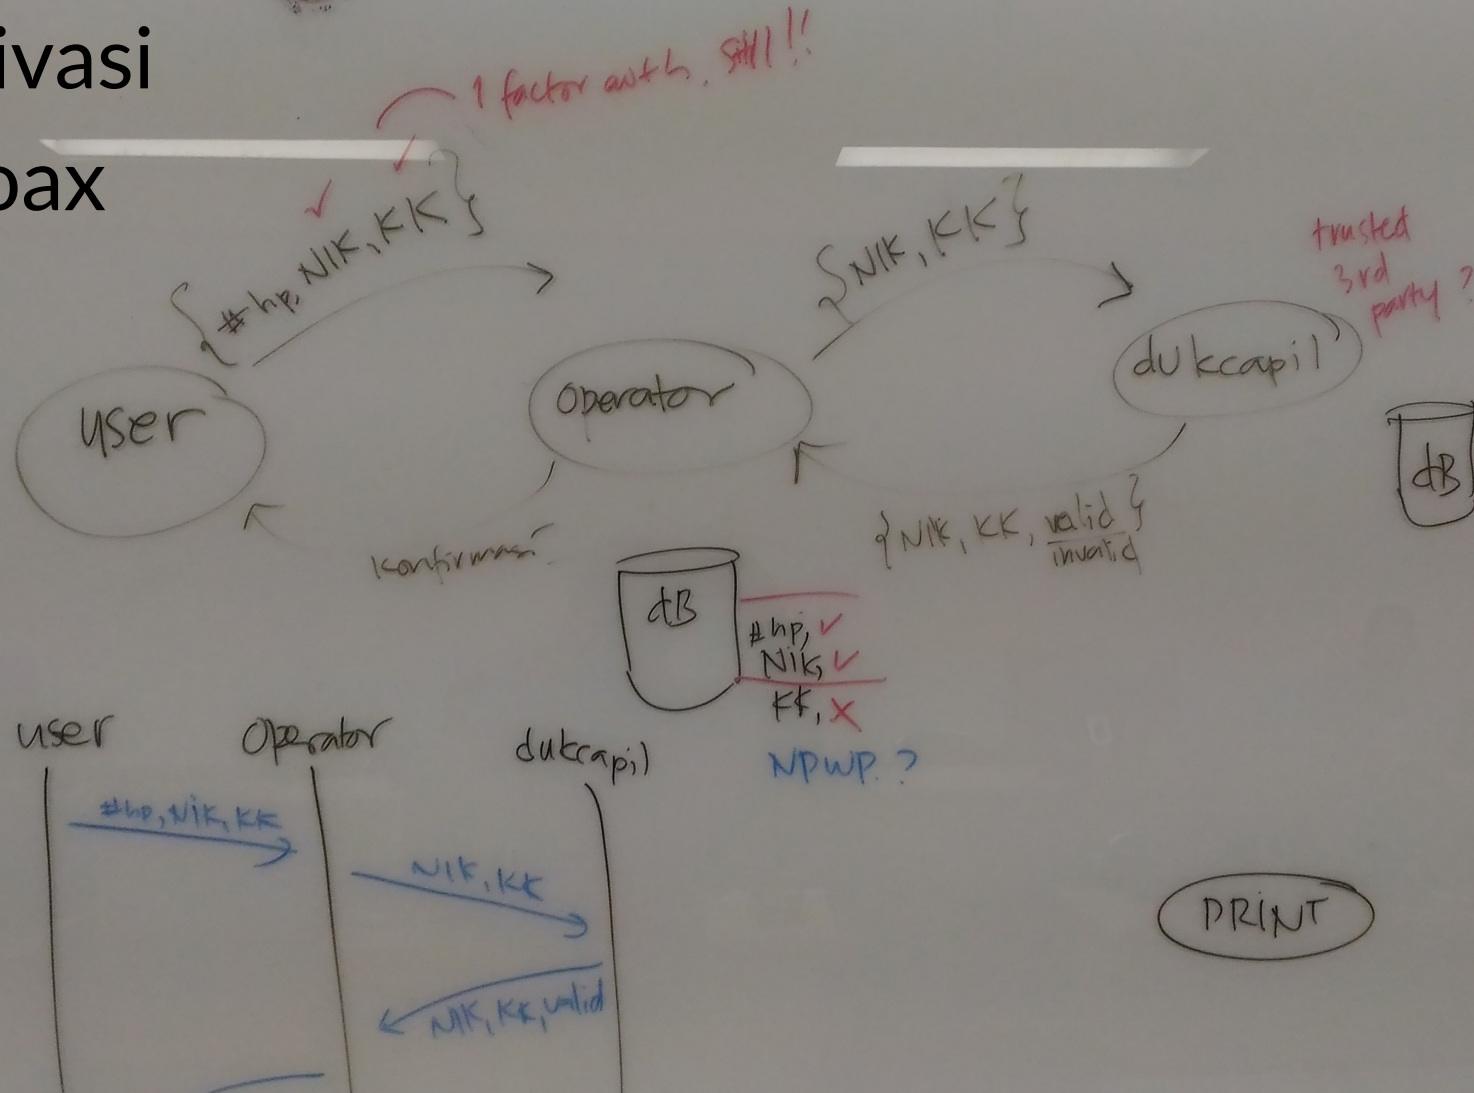 ivasi
oax
1 factor auth. Still!!
{#hp, NIK, KK}
{NIK, KK}
trusted
3rd
party ?
user
operator
dukcapil
dB
konfirmasi
{NIK, KK, valid}
invalid
dB
#hp, ✓
NIK, ✓
KK, x
NPWP ?
user
operator
dukcapil
#hp, NIK, KK
NIK, KK
NIK, KK, valid
PRINT